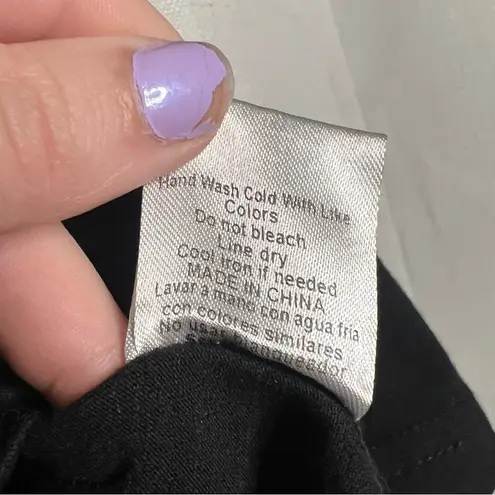 Hand Wash Cold With Like
Colors
Do not bleach
Line dry
Cool iron if needed
MADE IN CHINA
Lavar a mano con agua fria
con colores similares
No usar blanqueador